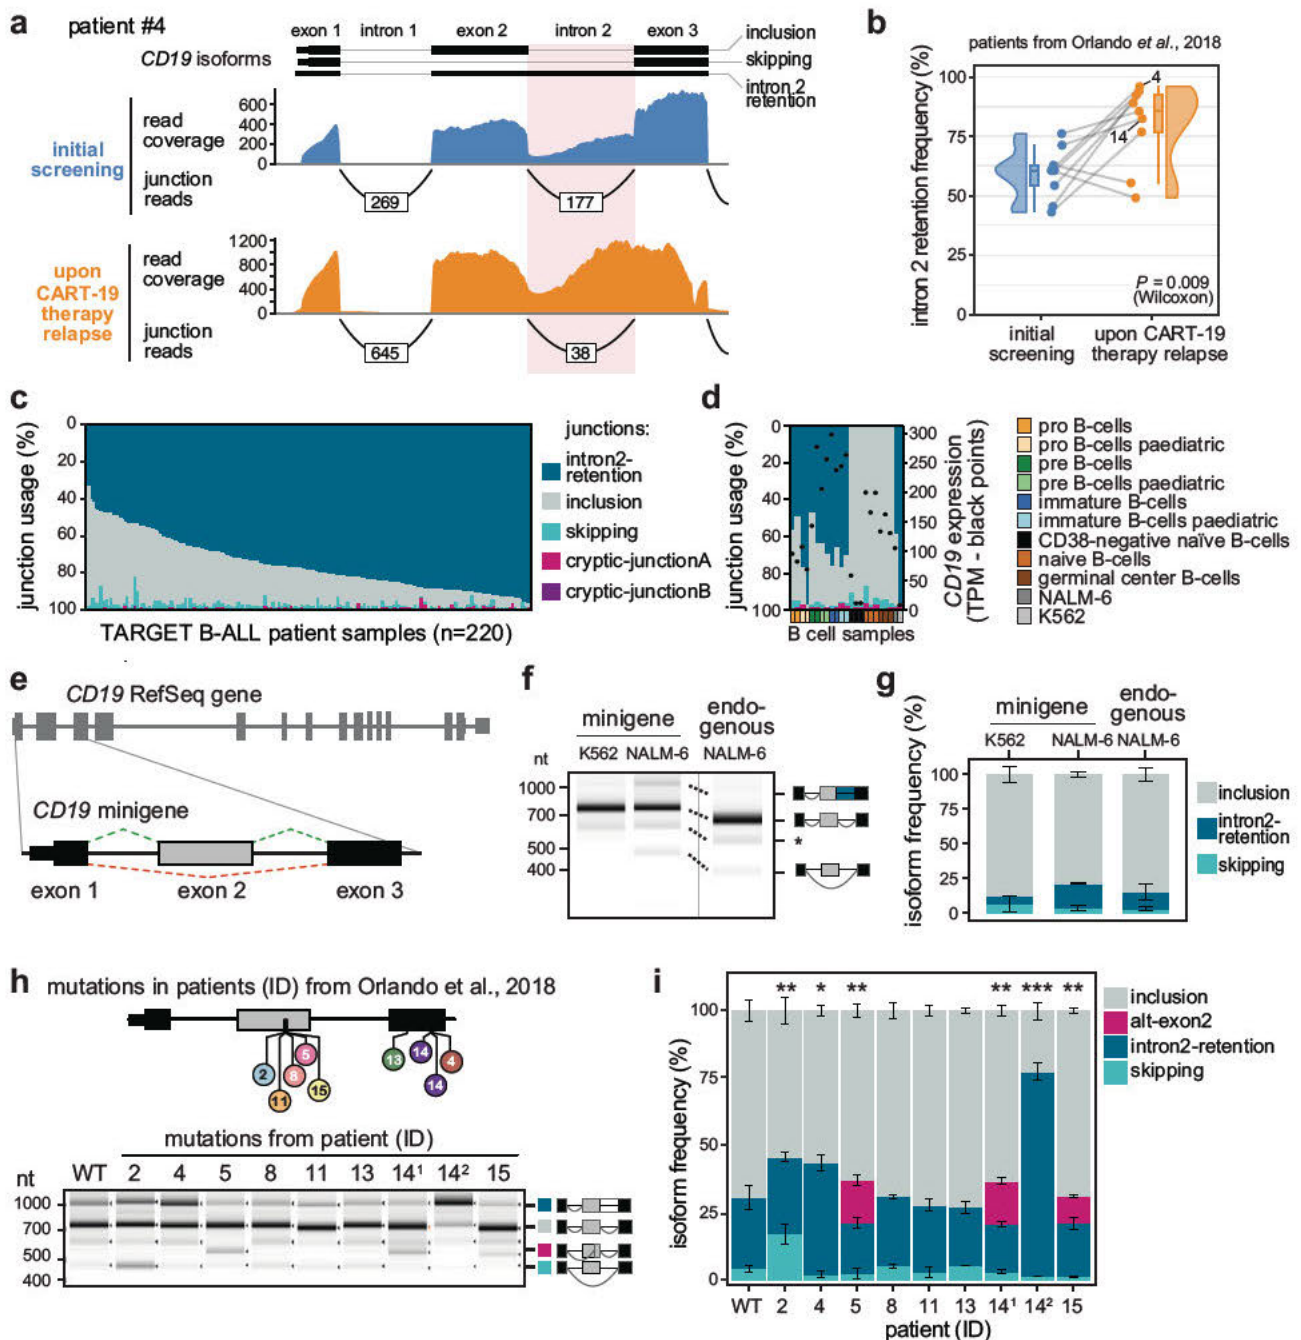 a
patient #4
exon 1
intron 1
exon 2
intron 2
exon 3
CD19 isoforms
inclusion
skipping
intron 2
retention
initial
screening
read
coverage
600
400
200
0
junction
reads
269
177
upon
CART-19
therapy
relapse
read
coverage
1200
800
400
0
junction
reads
645
38
b
patients from Orlando et al., 2018
intron 2 retention frequency (%)
100
75
50
25
0
4
14
P = 0.009
(Wilcoxon)
initial
screening
upon CART-19
therapy relapse
c
junction usage (%)
0
20
40
60
80
100
TARGET B-ALL patient samples (n=220)
junctions:
intron2-
retention
inclusion
skipping
cryptic-junctionA
cryptic-junctionB
d
junction usage (%)
0
20
40
60
80
100
300
250
200
150
100
50
0
CD19 expression
(TPM - black points)
B cell samples
pro B-cells
pro B-cells paediatric
pre B-cells
pre B-cells paediatric
immature B-cells
immature B-cells paediatric
CD38-negative naïve B-cells
naive B-cells
germinal center B-cells
NALM-6
K562
e
CD19 RefSeq gene
CD19 minigene
exon 1
exon 2
exon 3
f
minigene
endo-
genous
nt
K562
NALM-6
NALM-6
1000
700
500
400
*
g
isoform frequency (%)
minigene
endo-
genous
K562
NALM-6
NALM-6
100
75
50
25
0
inclusion
intron2-
retention
skipping
h
mutations in patients (ID) from Orlando et al., 2018
2
11
8
5
15
13
14
14
4
mutations from patient (ID)
nt
WT
2
4
5
8
11
13
14¹
14²
15
1000
700
500
400
i
isoform frequency (%)
100
75
50
25
0
**
*
**
**
***
**
WT
2
4
5
8
11
13
14¹
14²
15
patient (ID)
inclusion
alt-exon2
intron2-retention
skipping